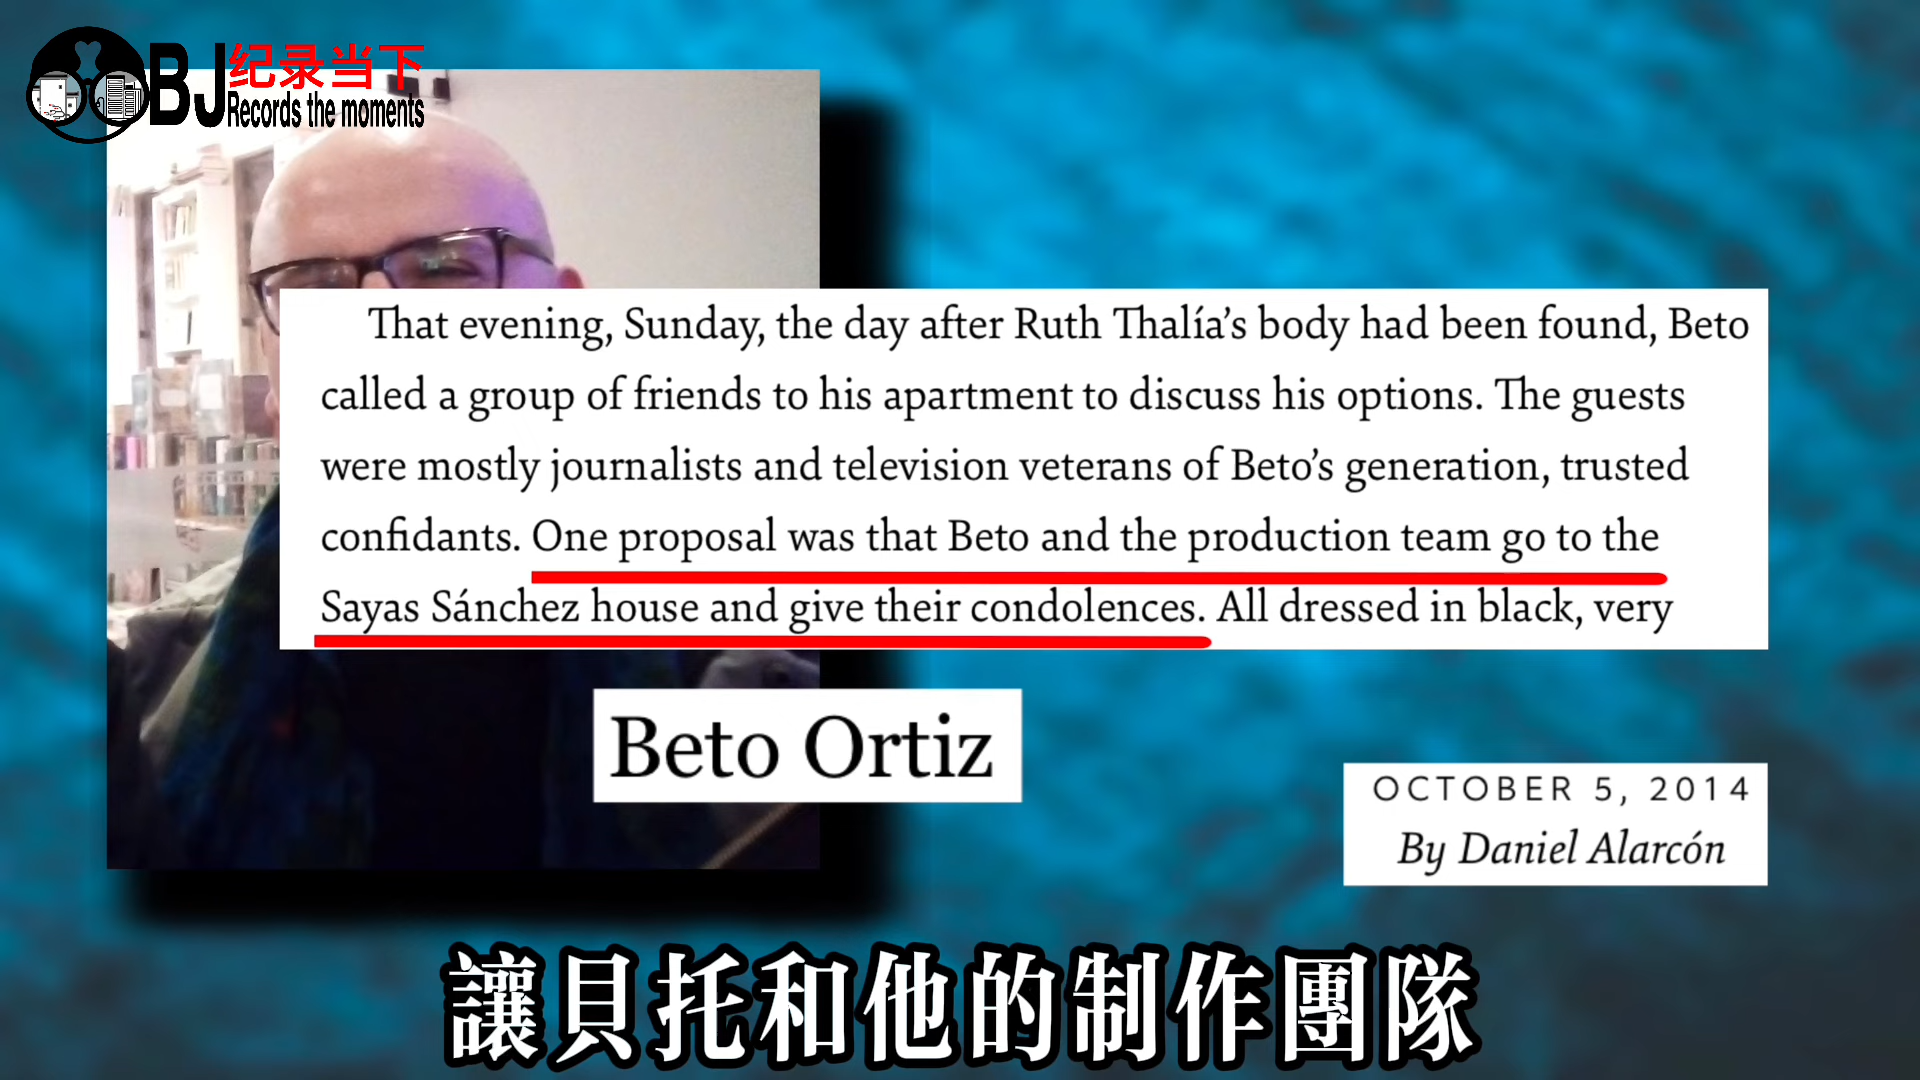 BJ纪录当下
Records the moments
That evening, Sunday, the day after Ruth Thalía’s body had been found, Beto
called a group of friends to his apartment to discuss his options. The guests
were mostly journalists and television veterans of Beto’s generation, trusted
confidants. One proposal was that Beto and the production team go to the
Sayas Sánchez house and give their condolences. All dressed in black, very
Beto Ortiz
OCTOBER 5, 2014
By Daniel Alarcón
讓貝托和他的制作團隊